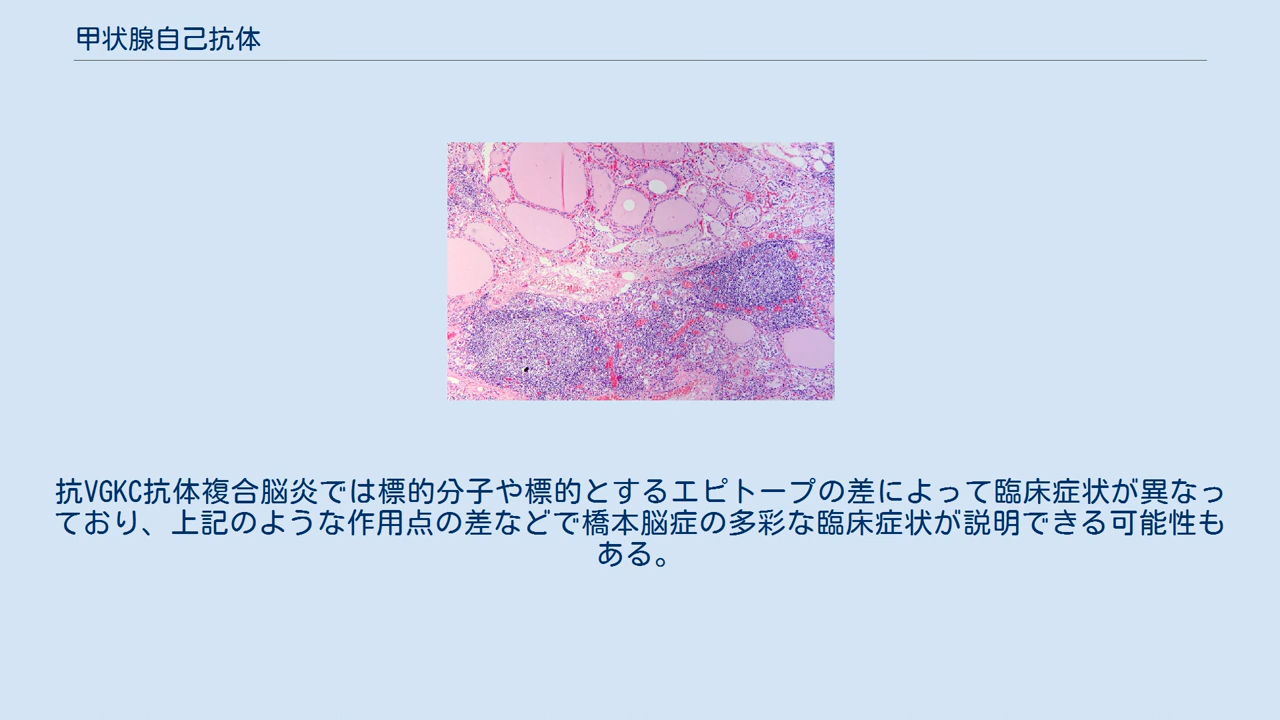 甲状腺自己抗体
抗VGKC抗体複合脳炎では標的分子や標的とするエピトープの差によって臨床症状が異なっ
ており、上記のような作用点の差などで橋本脳症の多彩な臨床症状が説明できる可能性も
ある。